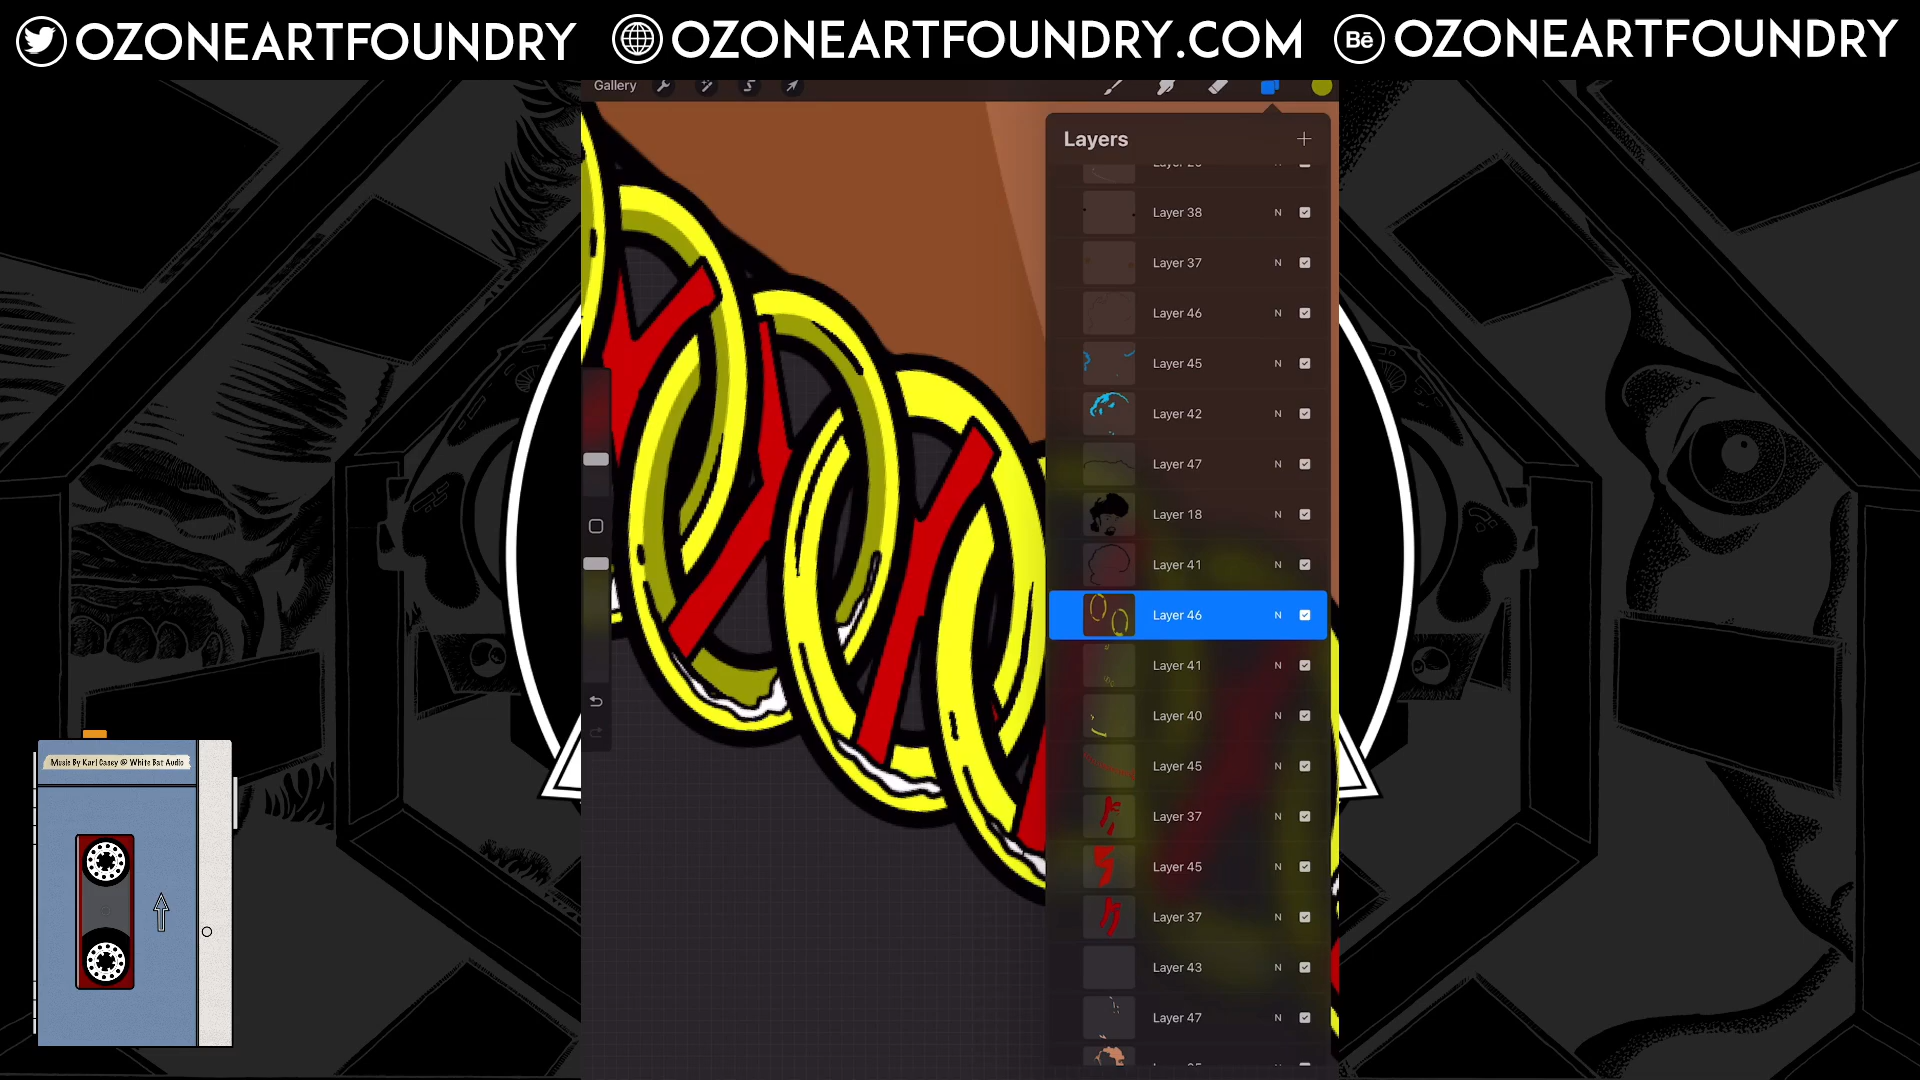 OZONEARTFOUNDRY
OZONEARTFOUNDRY.COM
Bē OZONEARTFOUNDRY
Gallery
Layers
Layer 38 N
Layer 37 N
Layer 46 N
Layer 45 N
Layer 42 N
Layer 47 N
Layer 18 N
Layer 41 N
Layer 46 N
Layer 41 N
Layer 40 N
Layer 45 N
Layer 37 N
Layer 45 N
Layer 37 N
Layer 43 N
Layer 47 N
Music By Karl Casey @ White Bat Audio